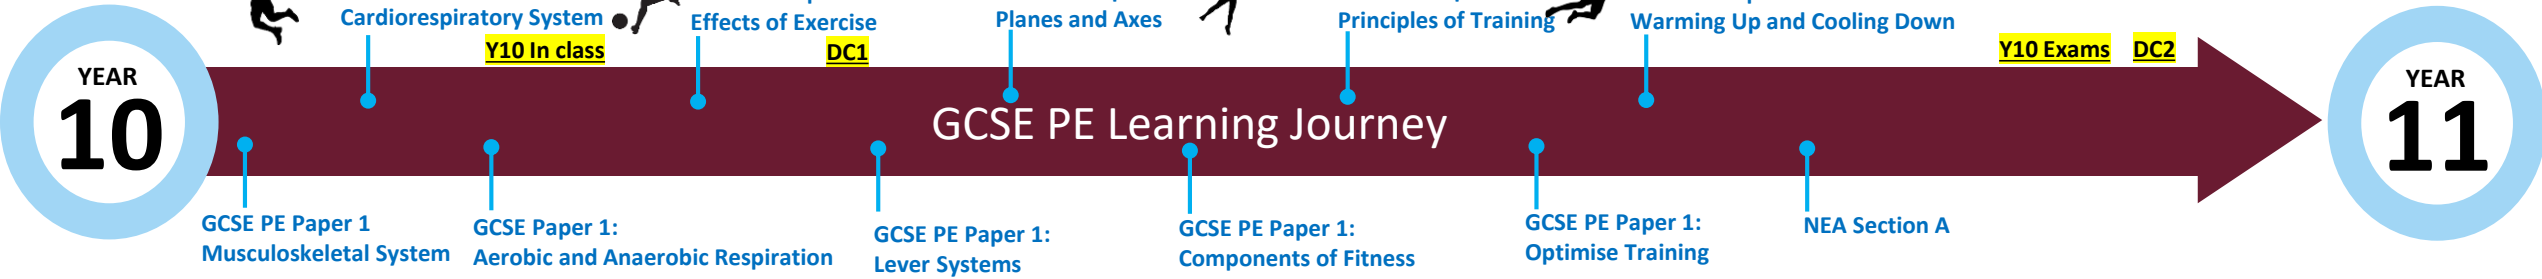 Cardiorespiratory System
Effects of Exercise
Planes and Axes
Principles of Training
Warming Up and Cooling Down
Y10 In class
DC1
Y10 Exams
DC2
YEAR
10
GCSE PE Learning Journey
YEAR
11
GCSE PE Paper 1
Musculoskeletal System
GCSE Paper 1:
Aerobic and Anaerobic Respiration
GCSE PE Paper 1:
Lever Systems
GCSE PE Paper 1:
Components of Fitness
GCSE PE Paper 1:
Optimise Training
NEA Section A